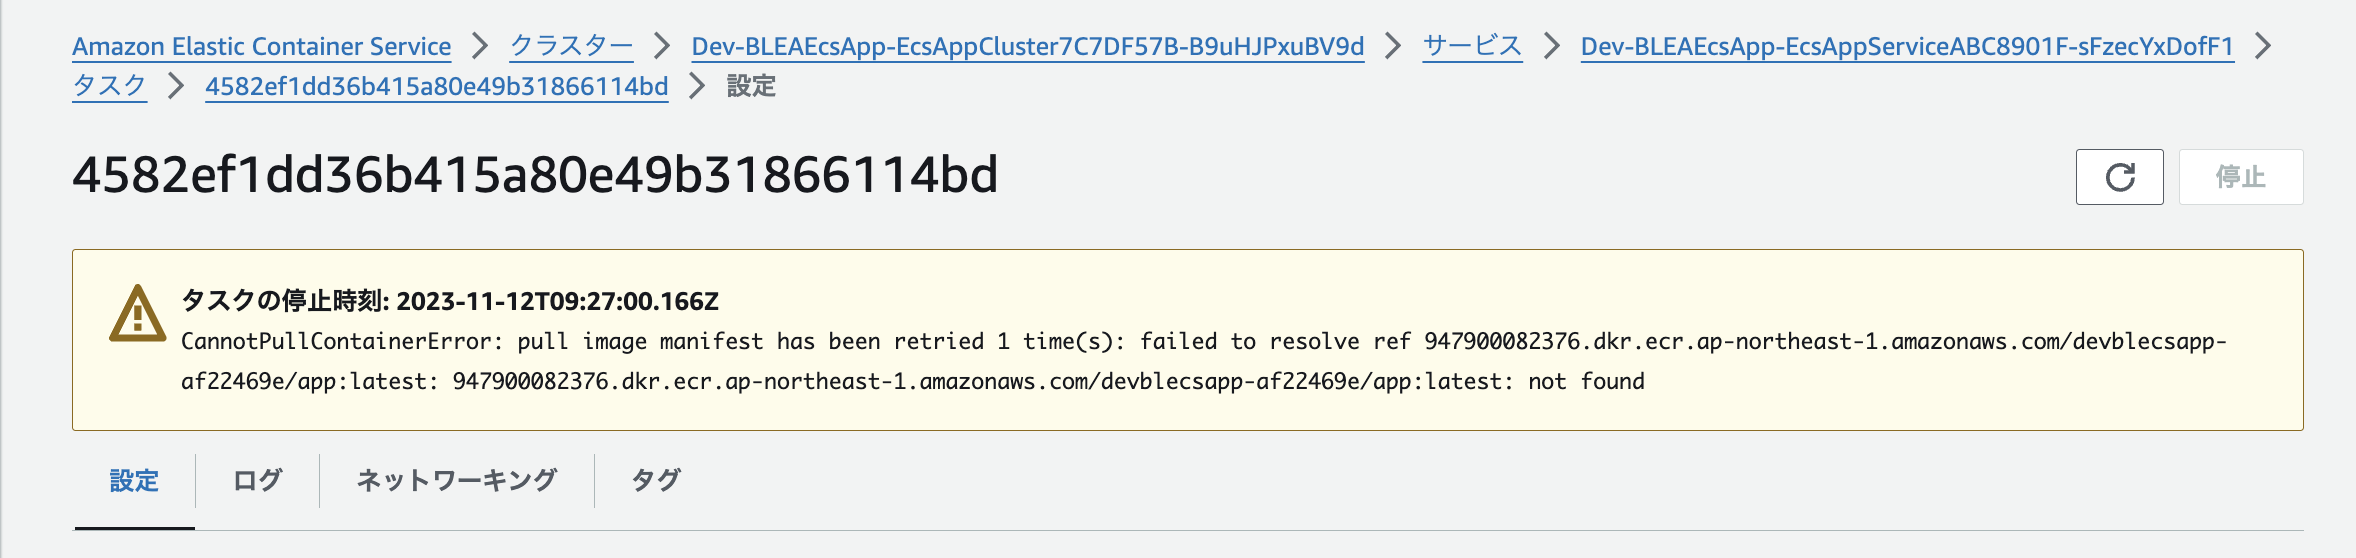 Amazon Elastic Container Service > クラスター > Dev-BLEAEcsApp-EcsAppCluster7C7DF57B-B9uHJPxuBV9d > サービス > Dev-BLEAEcsApp-EcsAppServiceABC8901F-sFzecYxDofF1 >
タスク > 4582ef1dd36b415a80e49b31866114bd > 設定
4582ef1dd36b415a80e49b31866114bd
停止
タスクの停止時刻: 2023-11-12T09:27:00.166Z
CannotPullContainerError: pull image manifest has been retried 1 time(s): failed to resolve ref 947900082376.dkr.ecr.ap-northeast-1.amazonaws.com/devblecsapp-
af22469e/app:latest: 947900082376.dkr.ecr.ap-northeast-1.amazonaws.com/devblecsapp-af22469e/app:latest: not found
設定 ログ ネットワーキング タグ